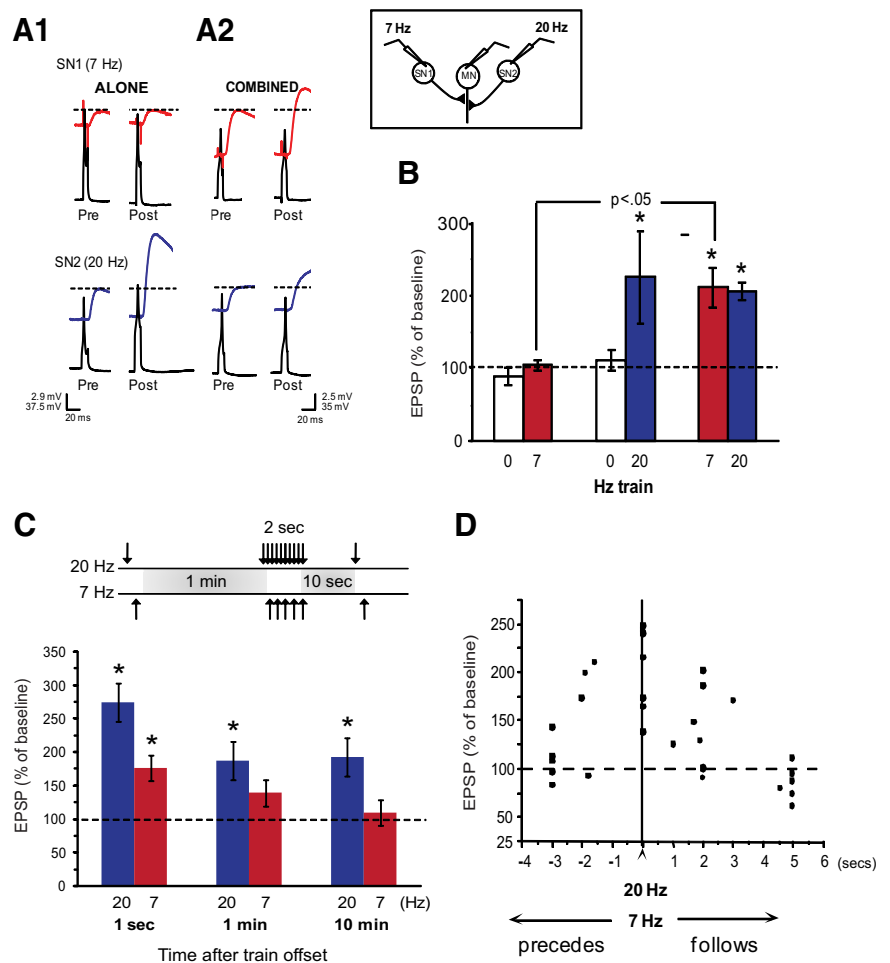 A1
A2
SN1 (7 Hz)
ALONE
COMBINED
Pre
Post
Pre
Post
SN2 (20 Hz)
Pre
Post
Pre
Post
2.9 mV
37.5 mV
20 ms
2.5 mV
35 mV
20 ms
7 Hz
20 Hz
SN1
MN
SN2
B
p<.05
EPSP (% of baseline)
300
200
100
0
*
*
*
0 7 0 20 7 20
Hz train
C
2 sec
20 Hz
7 Hz
1 min
10 sec
EPSP (% of baseline)
350
300
250
200
150
100
50
0
*
*
*
*
20 7 20 7 20 7 (Hz)
1 sec 1 min 10 min
Time after train offset
D
EPSP (% of baseline)
250
200
150
100
50
25
-4 -3 -2 -1 1 2 3 4 5 6 (secs)
20 Hz
7 Hz
precedes follows